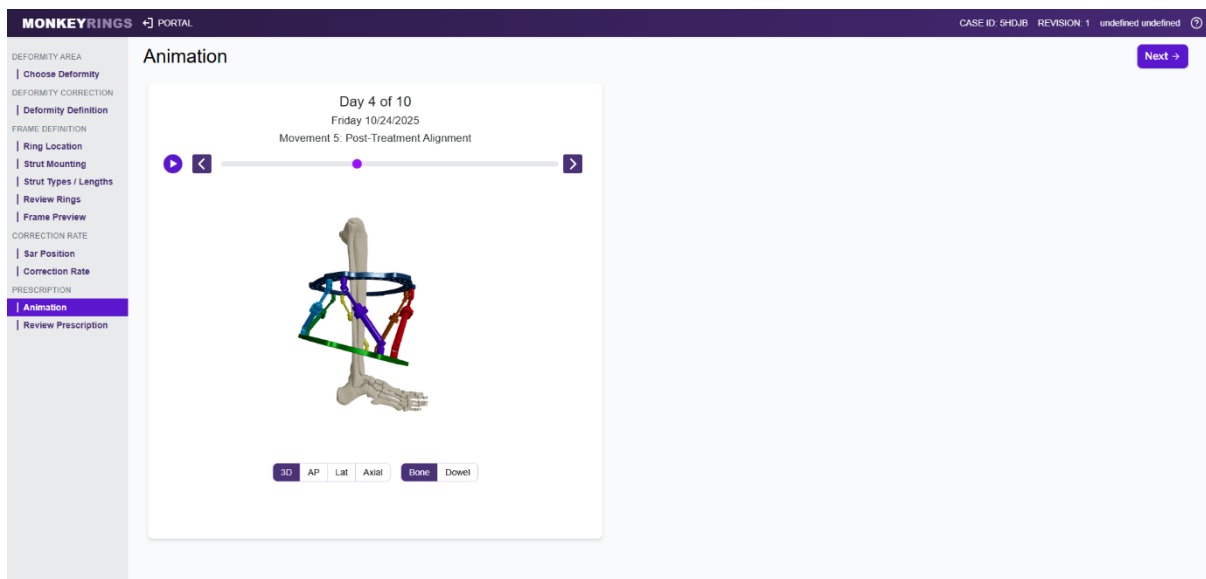 MONKEYRINGS PORTAL CASE ID: 5HDJB REVISION: 1 undefined undefined
DEFORMITY AREA
Choose Deformity
DEFORMITY CORRECTION
Deformity Definition
FRAME DEFINITION
Ring Location
Strut Mounting
Strut Types / Lengths
Review Rings
Frame Preview
CORRECTION RATE
Sar Position
Correction Rate
PRESCRIPTION
Animation
Review Prescription
Animation
Next →
Day 4 of 10
Friday 10/24/2025
Movement 5: Post-Treatment Alignment
3D AP Lat Axial Bone Dowel